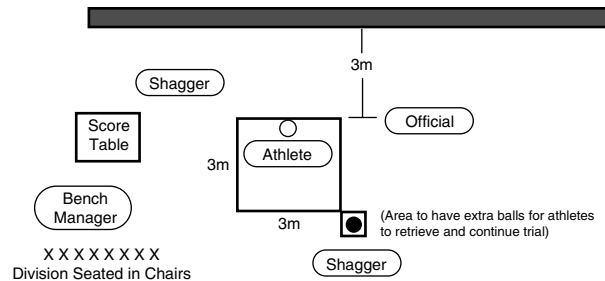 3m
Shagger
Official
Score
Table
Athlete
3m
Bench
Manager
3m
(Area to have extra balls for athletes
to retrieve and continue trial)
X X X X X X X X
Division Seated in Chairs
Shagger